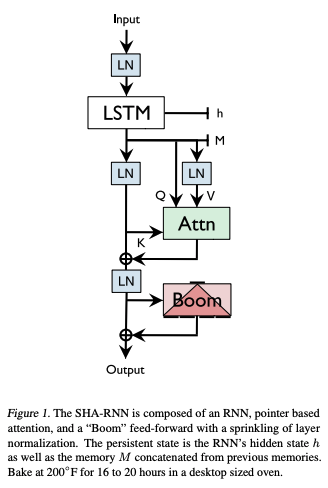 Input
LN
LSTM
h
M
LN
LN
Q
V
Attn
K
LN
Boom
Output
Figure 1. The SHA-RNN is composed of an RNN, pointer based
attention, and a “Boom” feed-forward with a sprinkling of layer
normalization. The persistent state is the RNN’s hidden state h
as well as the memory M concatenated from previous memories.
Bake at 200°F for 16 to 20 hours in a desktop sized oven.